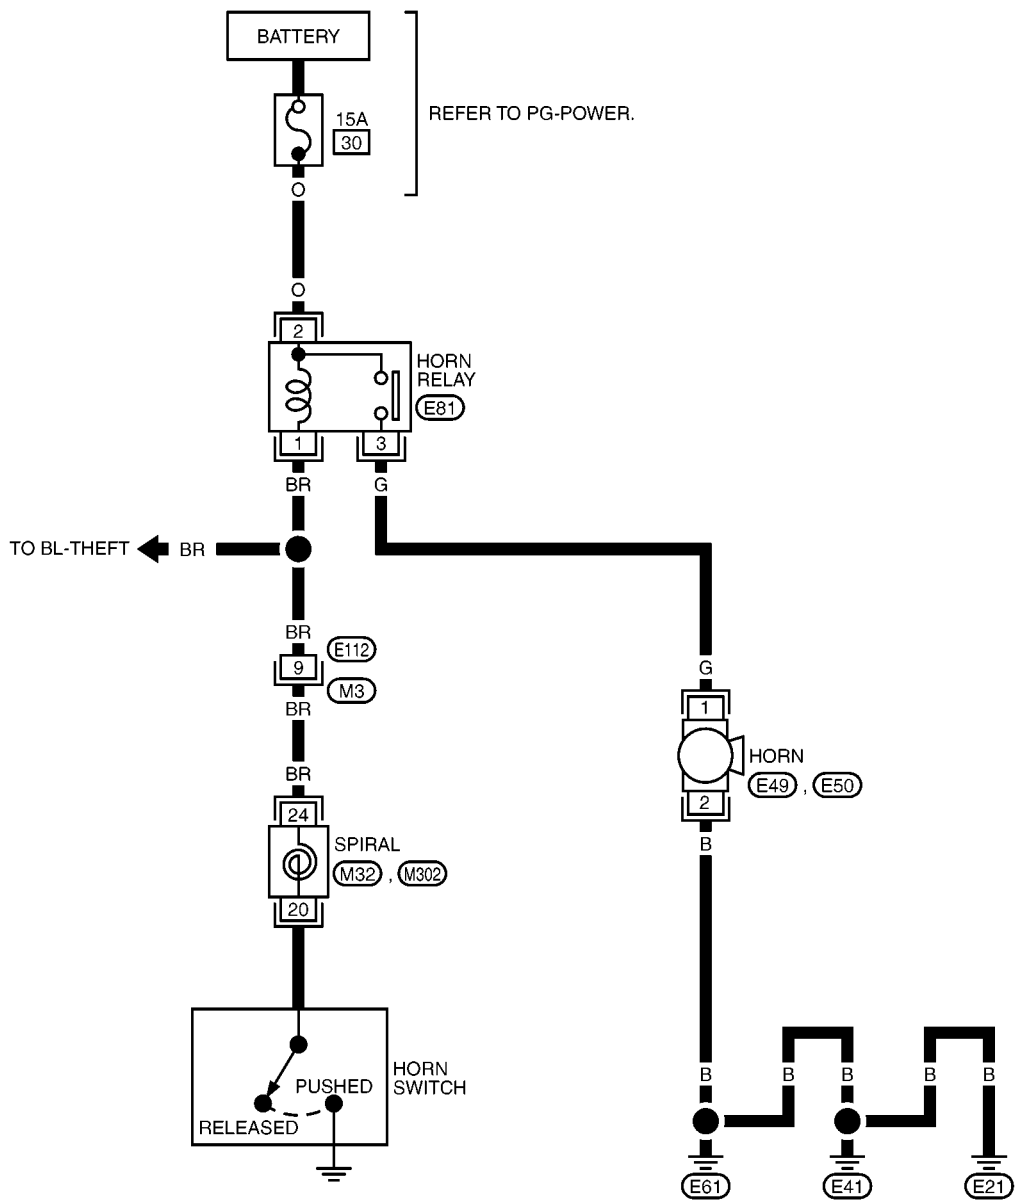 BATTERY
15A
30
REFER TO PG-POWER.
O
O
2
HORN
RELAY
E81
1
3
BR
G
TO BL-THEFT
BR
BR
E112
9
M3
BR
G
1
BR
HORN
E49 , E50
24
2
SPIRAL
B
M32 , M302
20
HORN
SWITCH
PUSHED
RELEASED
B
B
B
B
B
E61
E41
E21